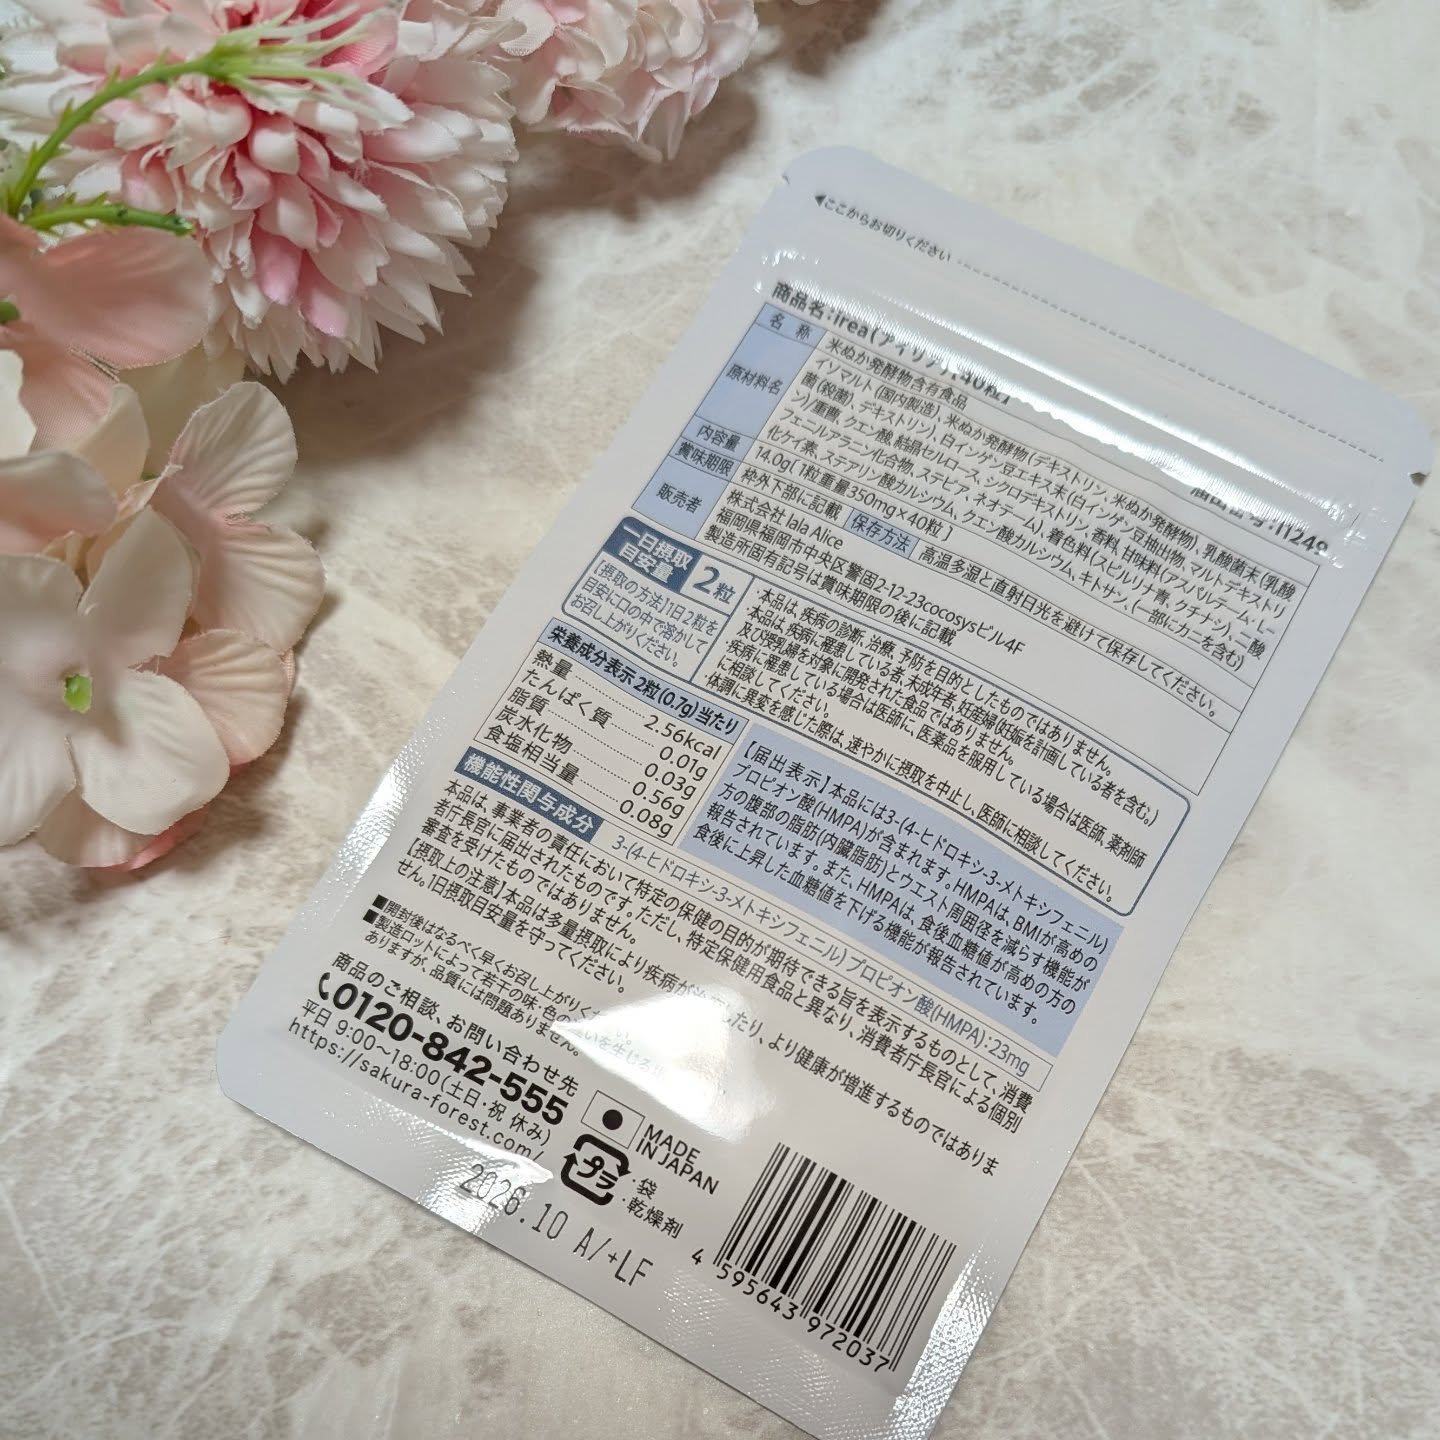 ◀ここからお切りください
商品名:irea(アイリア)[40粒]
届出番号:I1249
名 称 米ぬか発酵物含有食品
原材料名 イソマルト(国内製造)、米ぬか発酵物(デキストリン、米ぬか発酵物)、乳酸菌末(乳酸
菌(殺菌)、デキストリン)、白インゲン豆エキス末(白インゲン豆抽出物、マルトデキストリ
ン)/重曹、クエン酸、結晶セルロース、シクロデキストリン、香料、甘味料(アスパルテーム・L-
フェニルアラニン化合物、ステビア、ネオテーム)、着色料(スピルリナ青、クチナシ)、二酸
化ケイ素、ステアリン酸カルシウム、クエン酸カルシウム、キトサン、(一部にカニを含む)
内容量 14.0g[1粒重量350mg×40粒]
賞味期限 枠外下部に記載 保存方法 高温多湿と直射日光を避けて保存してください。
販売者 株式会社 lala Alice
福岡県福岡市中央区警固2-12-23cocosysビル4F
製造所固有記号は賞味期限の後に記載
一日摂取
目安量 2粒
【摂取の方法】1日2粒を
目安に口の中で溶かして
お召し上がりください。
・本品は、疾病の診断、治療、予防を目的としたものではありません。
・本品は、疾病に罹患している者、未成年者、妊産婦(妊娠を計画している者を含む。)
及び授乳婦を対象に開発された食品ではありません。
・疾病に罹患している場合は医師に、医薬品を服用している場合は医師、薬剤師
に相談してください。
・体調に異変を感じた際は、速やかに摂取を中止し、医師に相談してください。
栄養成分表示 2粒(0.7g)当たり
熱量 2.56kcal
たんぱく質 0.01g
脂質 0.03g
炭水化物 0.56g
食塩相当量 0.08g
【届出表示】本品には3-(4-ヒドロキシ-3-メトキシフェニル)
プロピオン酸(HMPA)が含まれます。HMPAは、BMIが高めの
方の腹部の脂肪(内臓脂肪)とウエスト周囲径を減らす機能が
報告されています。また、HMPAは、食後血糖値が高めの方の
食後に上昇した血糖値を下げる機能が報告されています。
機能性関与成分 3-(4-ヒドロキシ-3-メトキシフェニル)プロピオン酸(HMPA):23mg
本品は、事業者の責任において特定の保健の目的が期待できる旨を表示するものとして、消費
者庁長官に届出されたものです。ただし、特定保健用食品と異なり、消費者庁長官による個別
審査を受けたものではありません。
【摂取上の注意】本品は多量摂取により疾病が治癒したり、より健康が増進するものではありま
せん。1日摂取目安量を守ってください。
■開封後はなるべく早くお召し上がりください。
■製造ロットによって若干の味・色の違いを生じる
ありますが、品質には問題ありません。
商品のご相談、お問い合わせ先
0120-842-555
平日 9:00~18:00(土日・祝 休み)
https://sakura-forest.com/
MADE
IN JAPAN
プラ
・袋
・乾燥剤
2026.10 A/+LF
4 595643 972037